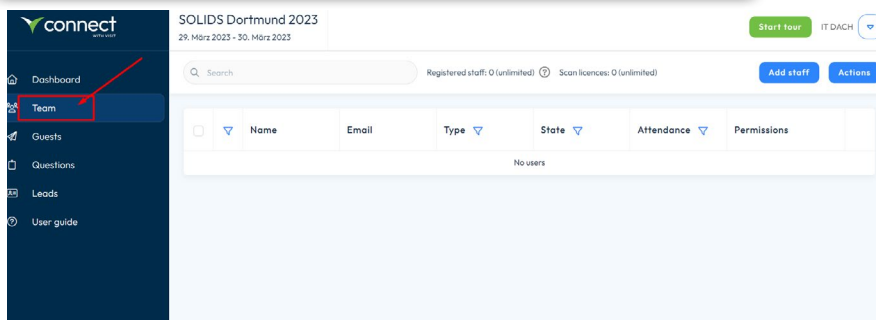 connect
WITH VISIT
SOLIDS Dortmund 2023
29. März 2023 - 30. März 2023
Start tour
IT DACH
Dashboard
Team
Guests
Questions
Leads
User guide
Search
Registered staff: 0 (unlimited) ? Scan licences: 0 (unlimited)
Add staff
Actions
Name Email Type State Attendance Permissions
No users